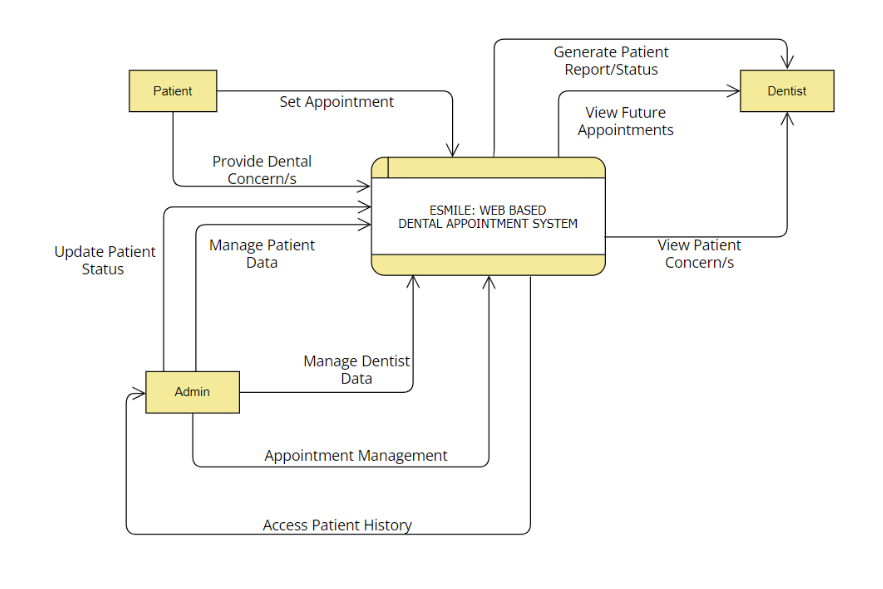 Generate Patient
Report/Status
Patient
Dentist
Set Appointment
View Future
Appointments
Provide Dental
Concern/s
ESMILE: WEB BASED
DENTAL APPOINTMENT SYSTEM
Update Patient
Status
Manage Patient
Data
View Patient
Concern/s
Manage Dentist
Data
Admin
Appointment Management
Access Patient History